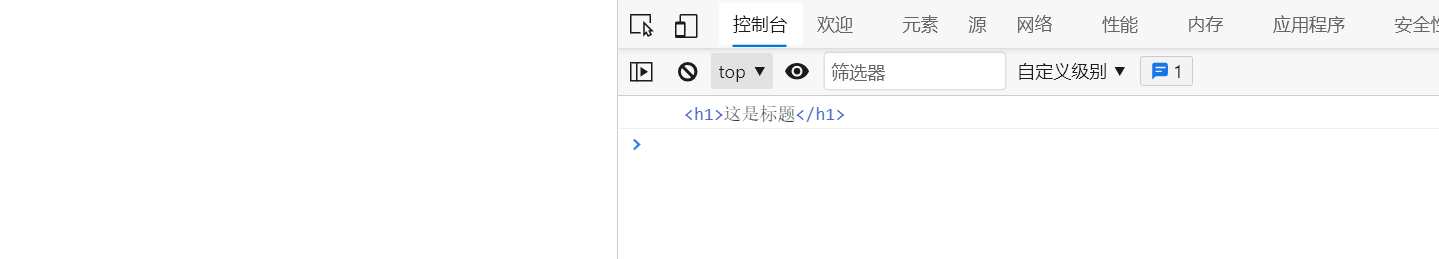 控制台 欢迎 元素 源 网络 性能 内存 应用程序 安全性
top ▼ 筛选器 自定义级别 ▼ 1
<h1>这是标题</h1>
>